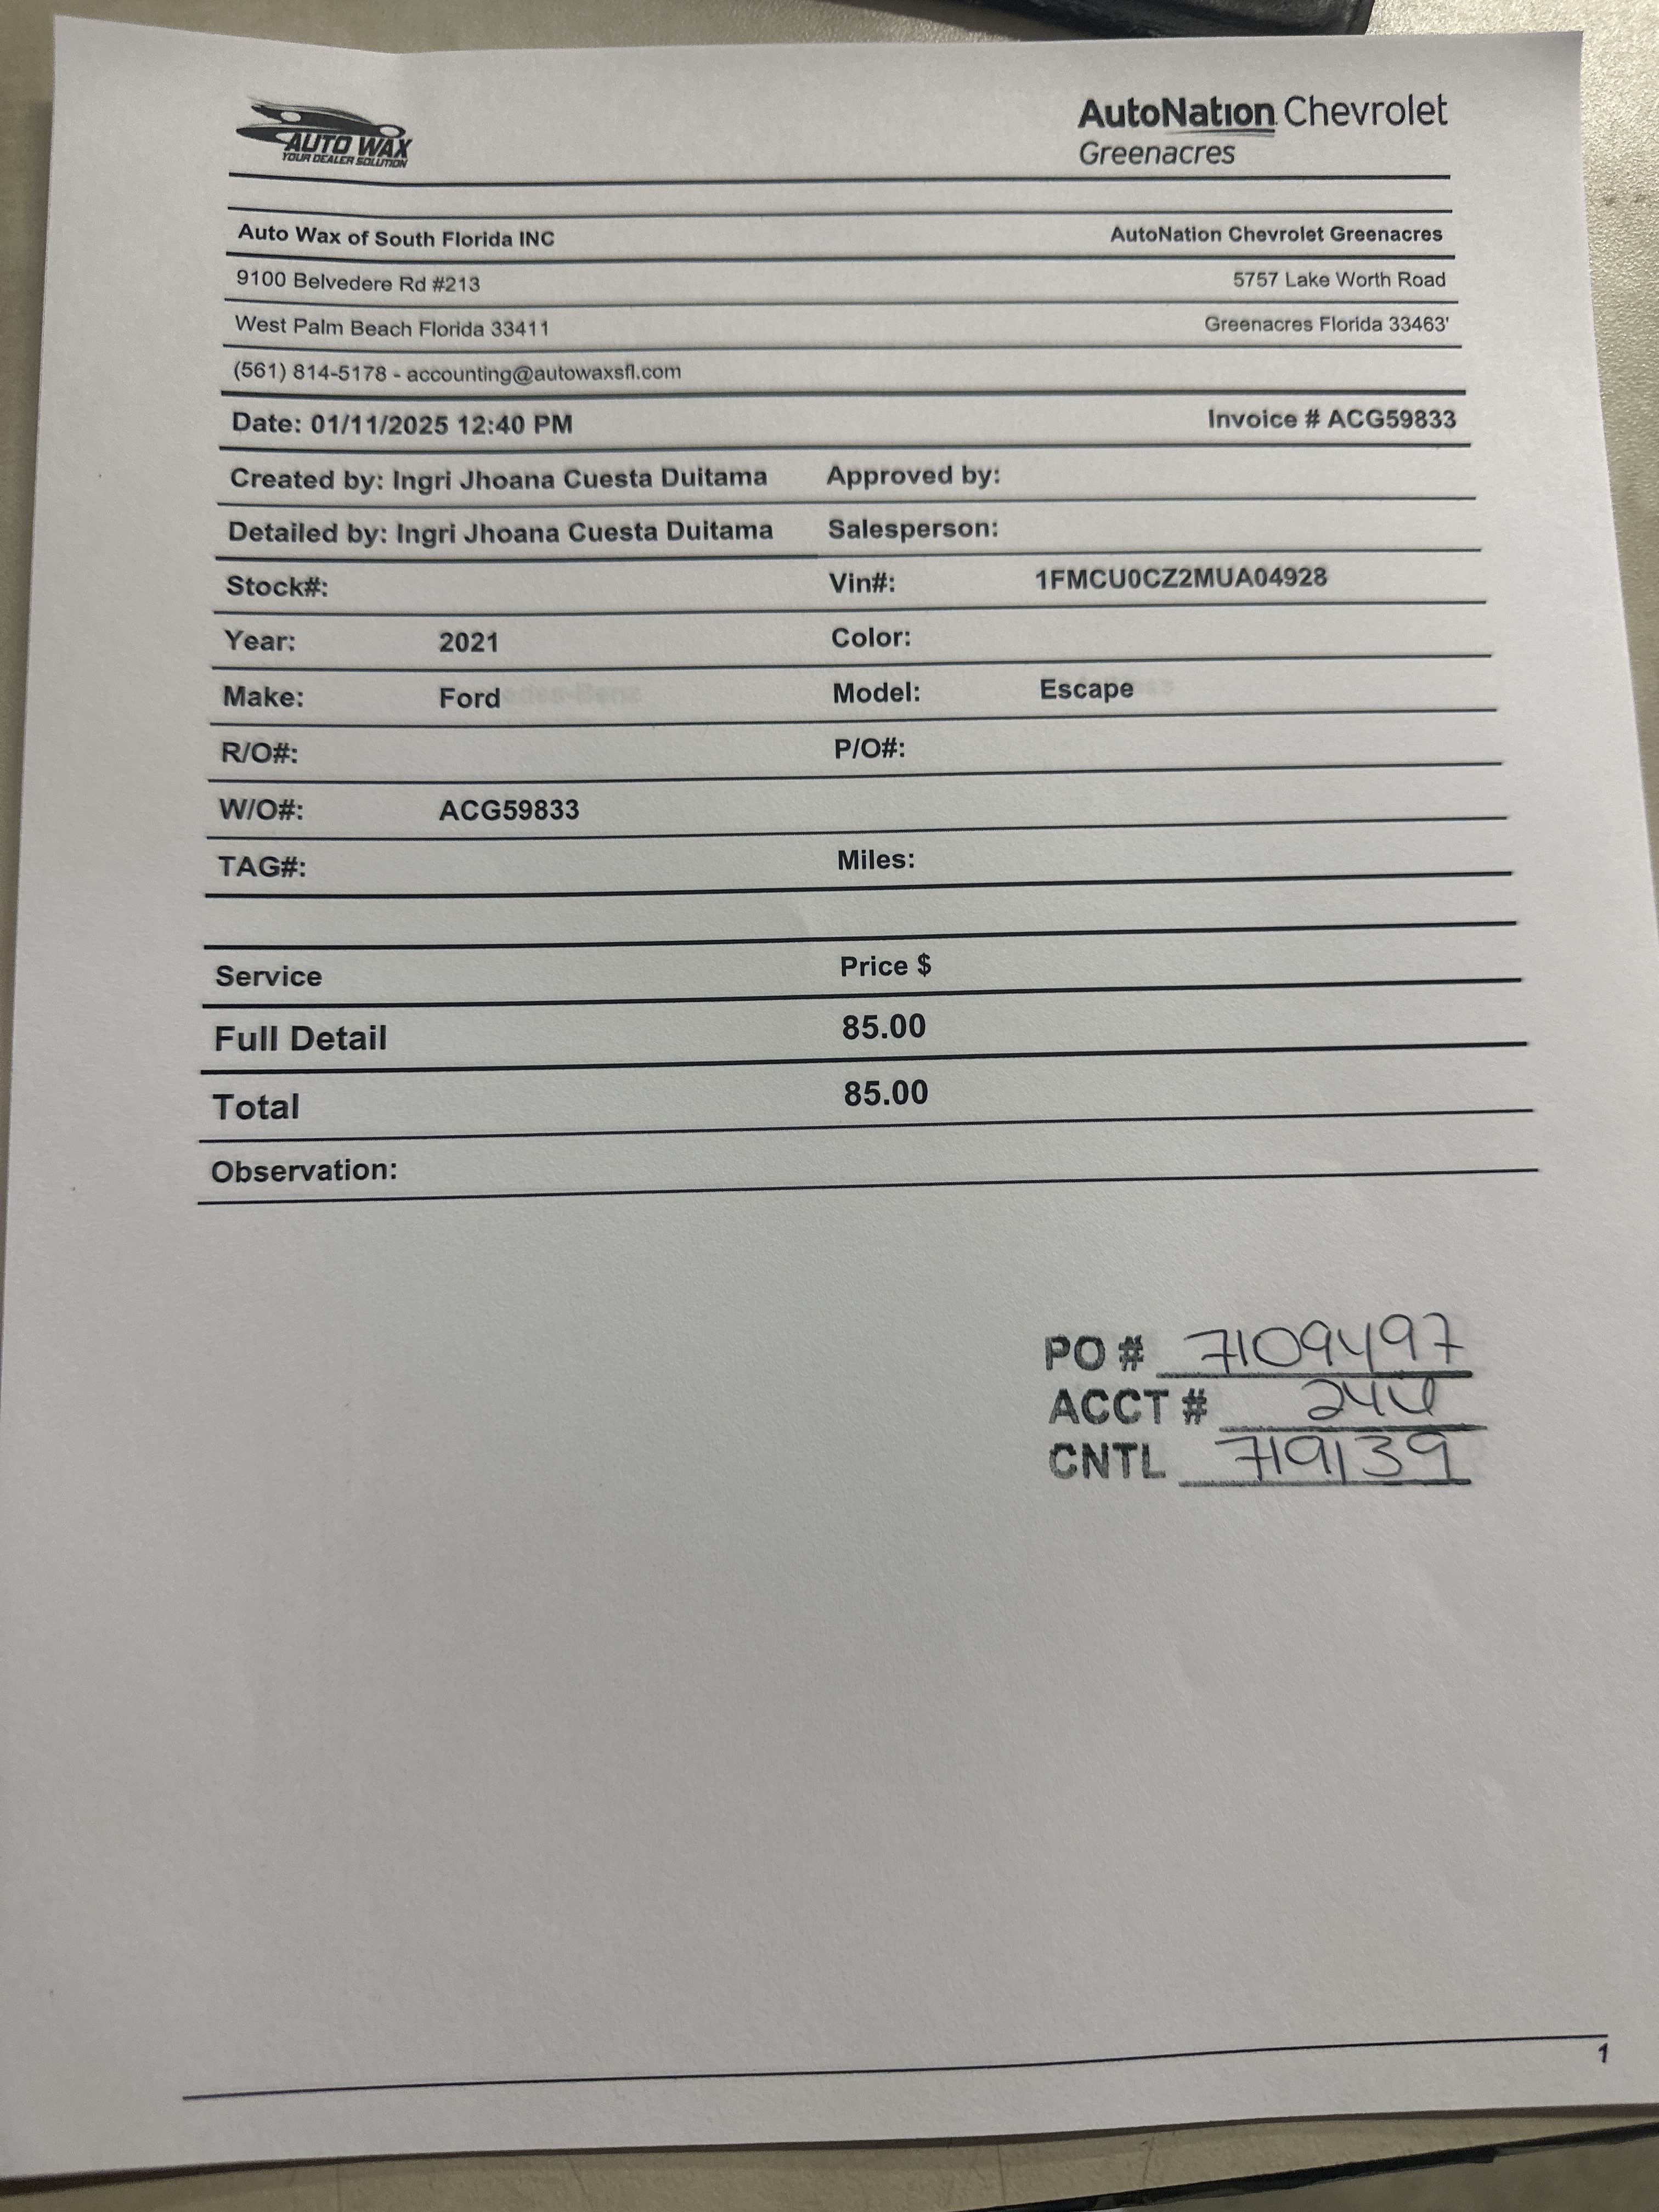 AUTO WAX
YOUR DEALER SOLUTION
AutoNation Chevrolet
Greenacres
Auto Wax of South Florida INC AutoNation Chevrolet Greenacres
9100 Belvedere Rd #213 5757 Lake Worth Road
West Palm Beach Florida 33411 Greenacres Florida 33463'
(561) 814-5178 - accounting@autowaxsfl.com
Date: 01/11/2025 12:40 PM Invoice # ACG59833
Created by: Ingri Jhoana Cuesta Duitama Approved by:
Detailed by: Ingri Jhoana Cuesta Duitama Salesperson:
Stock#: Vin#: 1FMCU0CZ2MUA04928
Year: 2021 Color:
Make: Ford Model: Escape
R/O#: P/O#:
W/O#: ACG59833
TAG#: Miles:
Service Price $
Full Detail 85.00
Total 85.00
Observation:
PO # 7109497
ACCT # 244
CNTL 719139
1